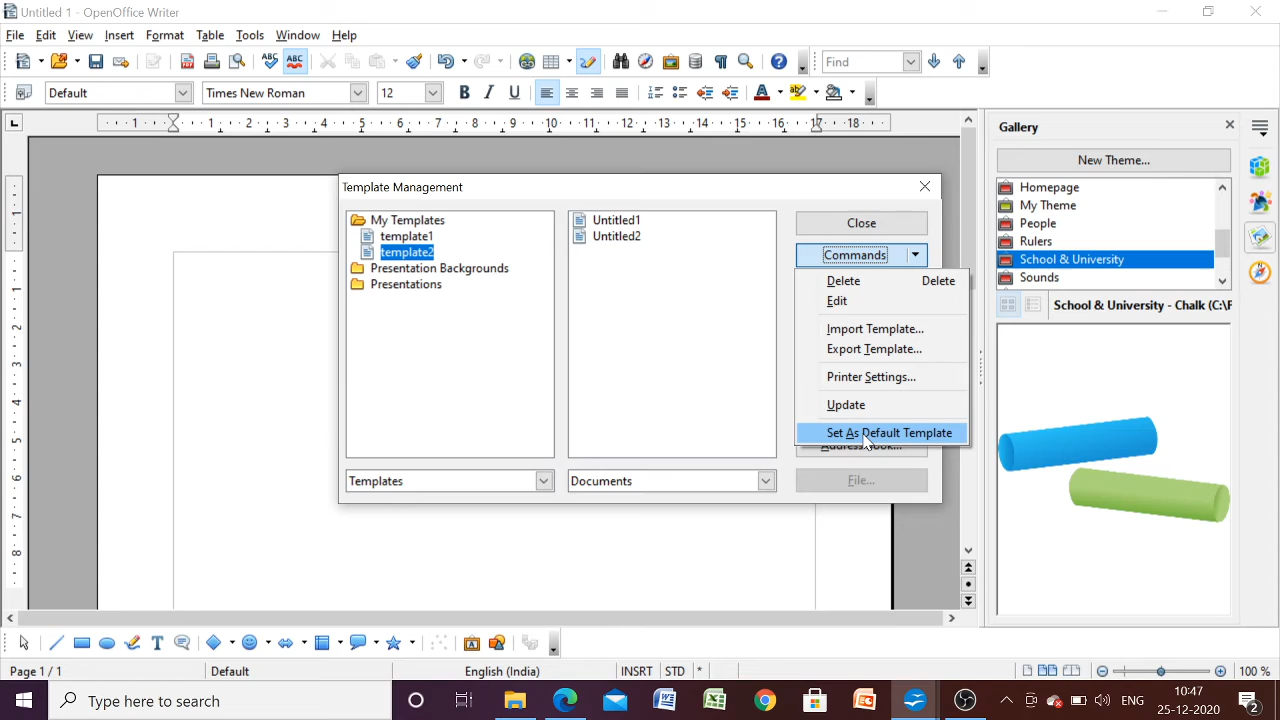 Untitled 1 - OpenOffice Writer
File Edit View Insert Format Table Tools Window Help
Find
Default Times New Roman 12
Gallery
New Theme...
Homepage
My Theme
People
Rulers
School & University
Sounds
School & University - Chalk (C:\
Template Management
My Templates
template1
template2
Presentation Backgrounds
Presentations
Templates
Untitled1
Untitled2
Documents
Close
Commands
Delete Delete
Edit
Import Template...
Export Template...
Printer Settings...
Update
Set As Default Template
File...
Page 1 / 1 Default English (India) INSRT STD * 100 %
Type here to search
ENG 10:47
25-12-2020
2